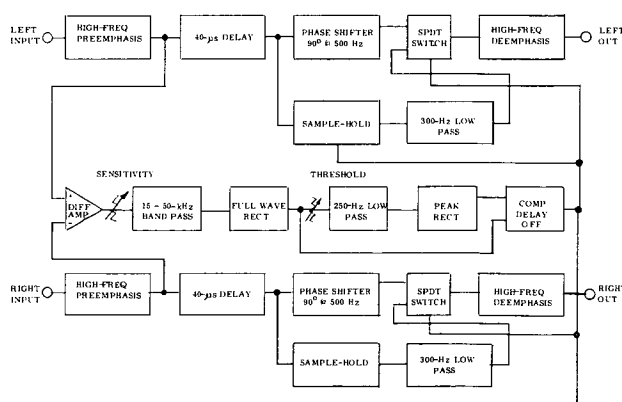 LEFT
INPUT
HIGH-FREQ
PREEMPHASIS
40-µs DELAY
PHASE SHIFTER
90° @ 500 Hz
SPDT
SWITCH
HIGH-FREQ
DEEMPHASIS
LEFT
OUT
SAMPLE-HOLD
300-Hz LOW
PASS
SENSITIVITY
THRESHOLD
+
DIFF
AMP
-
15 - 50-kHz
BAND PASS
FULL WAVE
RECT
250-Hz LOW
PASS
PEAK
RECT
COMP
DELAY
OFF
RIGHT
INPUT
HIGH-FREQ
PREEMPHASIS
40-µs DELAY
PHASE SHIFTER
90° @ 500 Hz
SPDT
SWITCH
HIGH-FREQ
DEEMPHASIS
RIGHT
OUT
SAMPLE-HOLD
300-Hz LOW
PASS